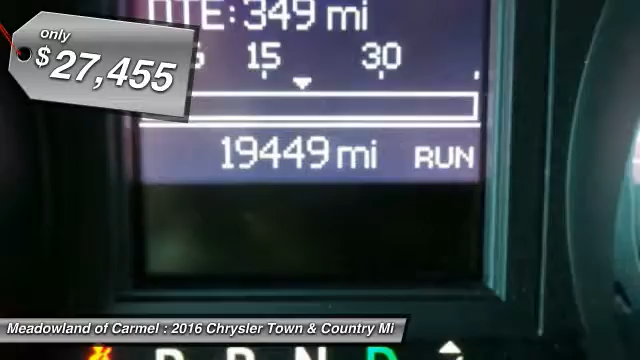 DTE: 349 mi
only
$27,455
15 30
19449 mi RUN
Meadowland of Carmel : 2016 Chrysler Town & Country Mi
P R N D